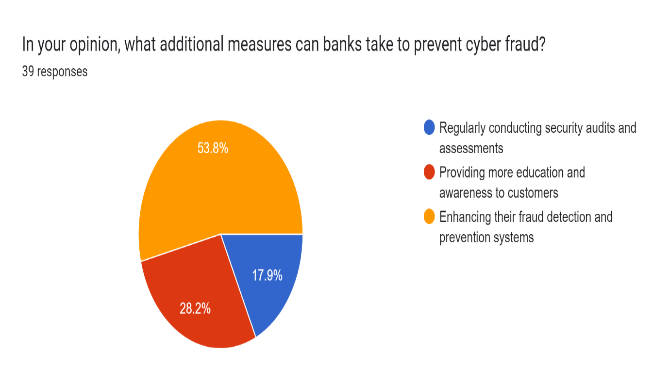 In your opinion, what additional measures can banks take to prevent cyber fraud?
39 responses
Regularly conducting security audits and
assessments
Providing more education and
awareness to customers
Enhancing their fraud detection and
prevention systems
53.8%
17.9%
28.2%